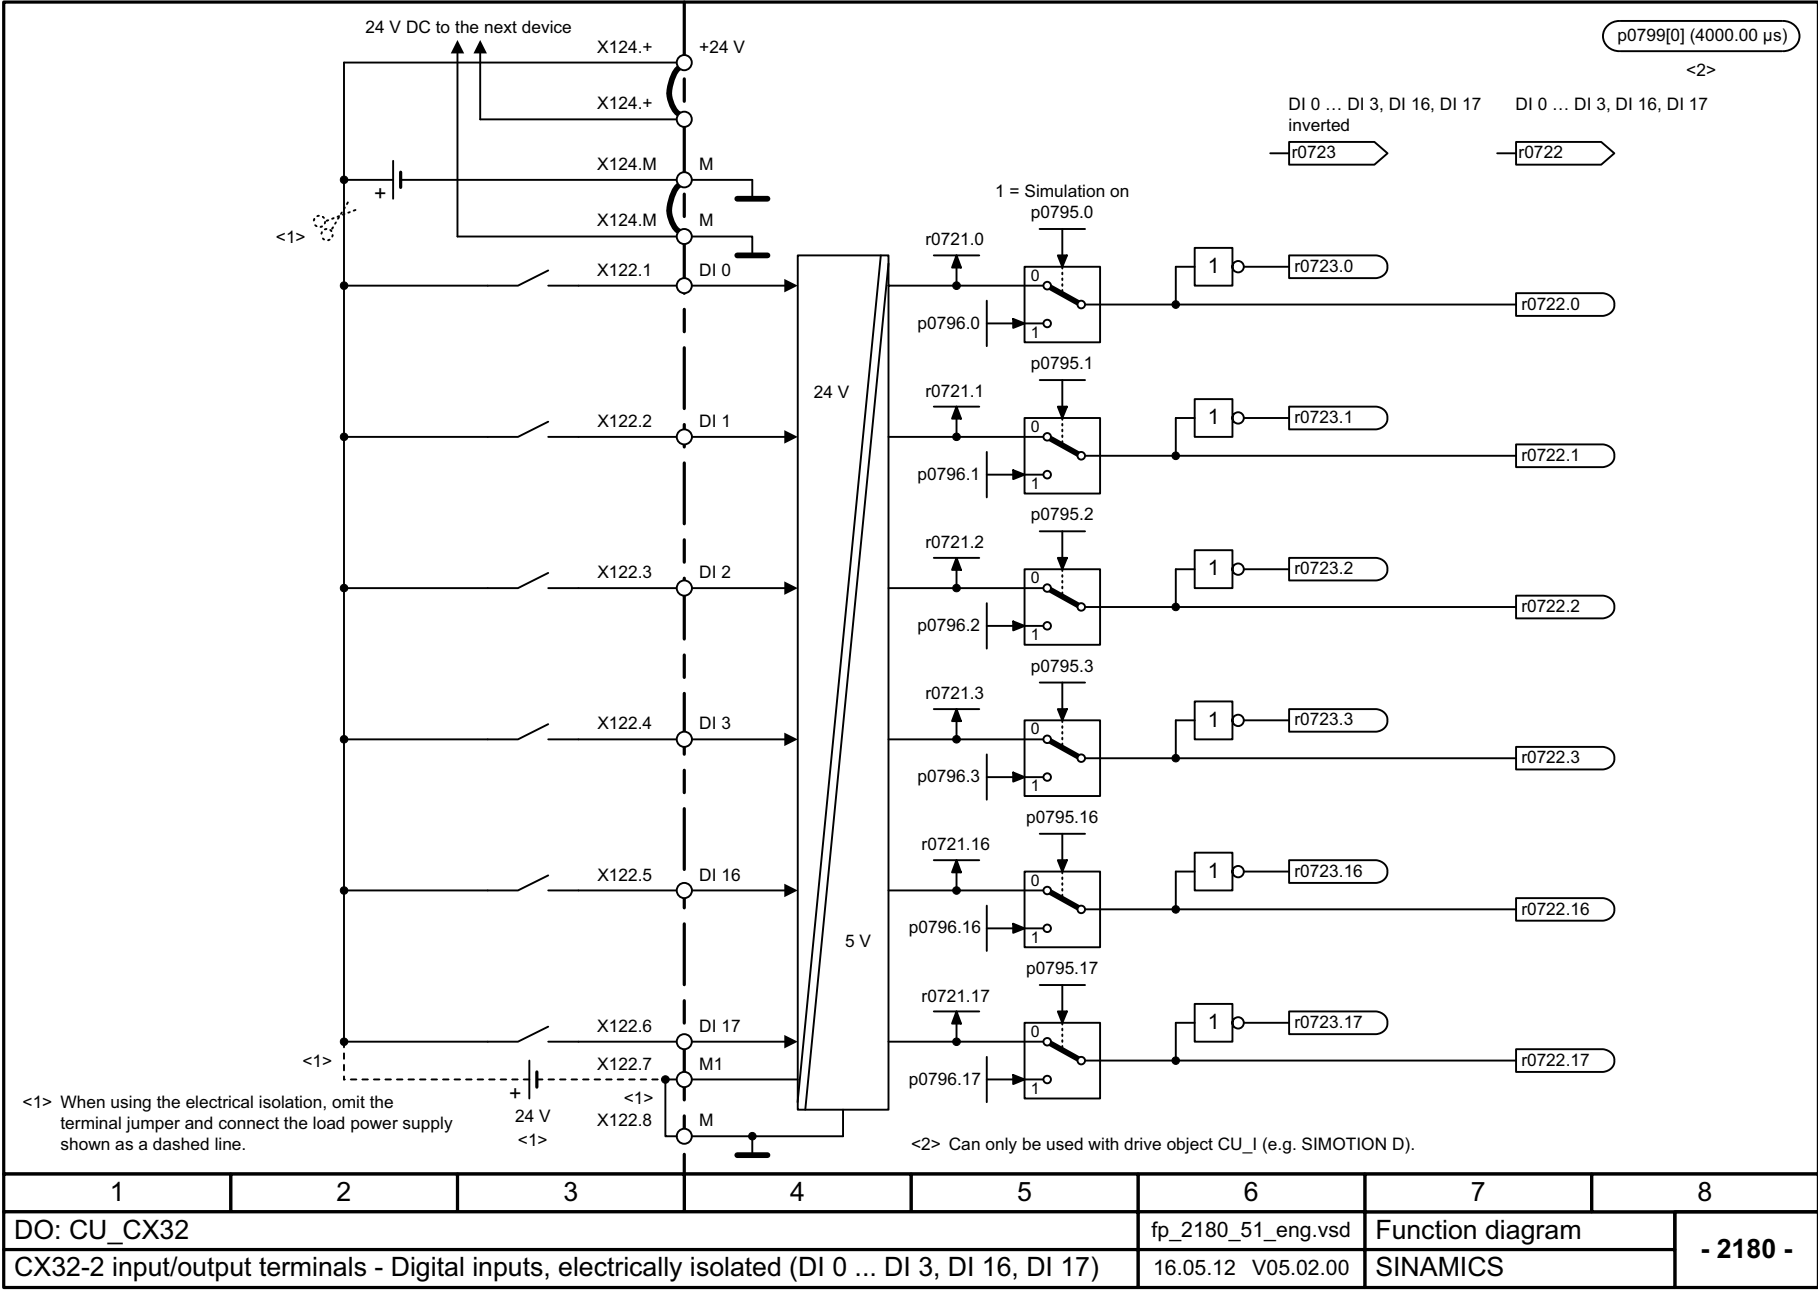 24 V DC to the next device
X124.+
+24 V
p0799[0] (4000.00 µs)
<2>
X124.+
DI 0 … DI 3, DI 16, DI 17
inverted
DI 0 … DI 3, DI 16, DI 17
r0723
r0722
X124.M
M
+
<1>
X124.M
M
1 = Simulation on
p0795.0
r0721.0
X122.1
DI 0
0
1
r0723.0
p0796.0
1
r0722.0
24 V
p0795.1
r0721.1
X122.2
DI 1
0
1
r0723.1
p0796.1
1
r0722.1
p0795.2
r0721.2
X122.3
DI 2
0
1
r0723.2
p0796.2
1
r0722.2
p0795.3
r0721.3
X122.4
DI 3
0
1
r0723.3
p0796.3
1
r0722.3
p0795.16
r0721.16
X122.5
DI 16
0
1
r0723.16
p0796.16
1
r0722.16
5 V
p0795.17
r0721.17
X122.6
DI 17
0
1
r0723.17
p0796.17
1
r0722.17
<1>
X122.7
M1
+
24 V
<1>
<1>
X122.8
M
<1> When using the electrical isolation, omit the
terminal jumper and connect the load power supply
shown as a dashed line.
<2> Can only be used with drive object CU_I (e.g. SIMOTION D).
1 2 3 4 5 6 7 8
DO: CU_CX32
fp_2180_51_eng.vsd
Function diagram
- 2180 -
CX32-2 input/output terminals - Digital inputs, electrically isolated (DI 0 ... DI 3, DI 16, DI 17)
16.05.12 V05.02.00
SINAMICS